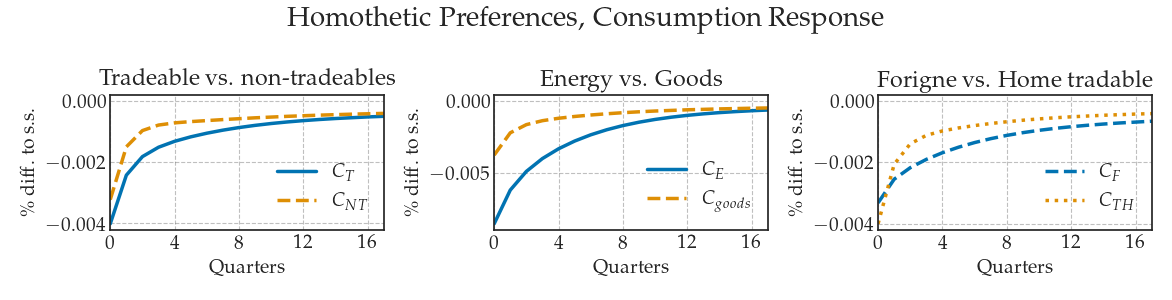 Homothetic Preferences, Consumption Response
Tradeable vs. non-tradeables
% diff. to s.s.
0.000
−0.002
−0.004
C_T
C_NT
0 4 8 12 16
Quarters
Energy vs. Goods
% diff. to s.s.
0.000
−0.005
C_E
C_goods
0 4 8 12 16
Quarters
Forigne vs. Home tradable
% diff. to s.s.
0.000
−0.002
−0.004
C_F
C_TH
0 4 8 12 16
Quarters